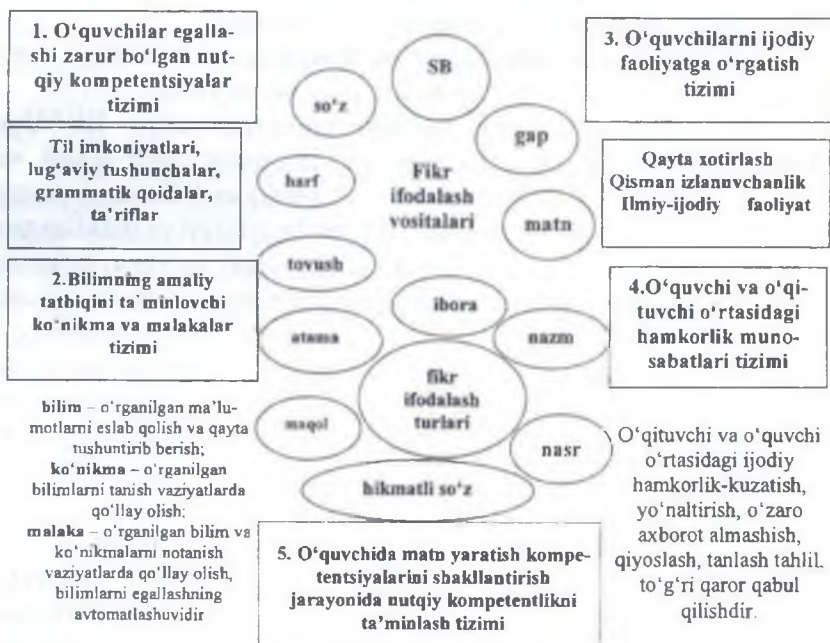 1. O‘quvchilar egalla-
shi zarur bo‘lgan nut-
qiy kompetentsiyalar
tizimi
Til imkoniyatlari,
lug‘aviy tushunchalar,
grammatik qoidalar,
ta’riflar
2.Bilimning amaliy
tatbiqini ta’minlovchi
ko‘nikma va malakalar
tizimi
bilim – o‘rganilgan ma’lu-
motlarni eslab qolish va qayta
tushuntirib berish;
ko‘nikma – o‘rganilgan
bilimlarni tanish vaziyatlarda
qo‘llay olish;
malaka – o‘rganilgan bilim va
ko‘nikmalarni notanish
vaziyatlarda qo‘llay olish,
bilimlarni egallashning
avtomatlashuvidir
SB
so‘z
gap
harf
Fikr
ifodalash
vositalari
matn
tovush
ibora
atama
nazm
fikr
ifodalash
turlari
maqol
nasr
hikmatli so‘z
5. O‘quvchida matn yaratish kompe-
tentsiyalarini shakllantirish
jarayonida nutqiy kompetentlikni
ta’minlash tizimi
3. O‘quvchilarni ijodiy
faoliyatga o‘rgatish
tizimi
Qayta xotirlash
Qisman izlanuvchanlik
Ilmiy-ijodiy faoliyat
4.O‘quvchi va o‘qi-
tuvchi o‘rtasidagi
hamkorlik muno-
sabatlari tizimi
O‘qituvchi va o‘quvchi
o‘rtasidagi ijodiy
hamkorlik-kuzatish,
yo‘naltirish, o‘zaro
axborot almashish,
qiyoslash, tanlash tahlil.
to‘g‘ri qaror qabul
qilishdir.